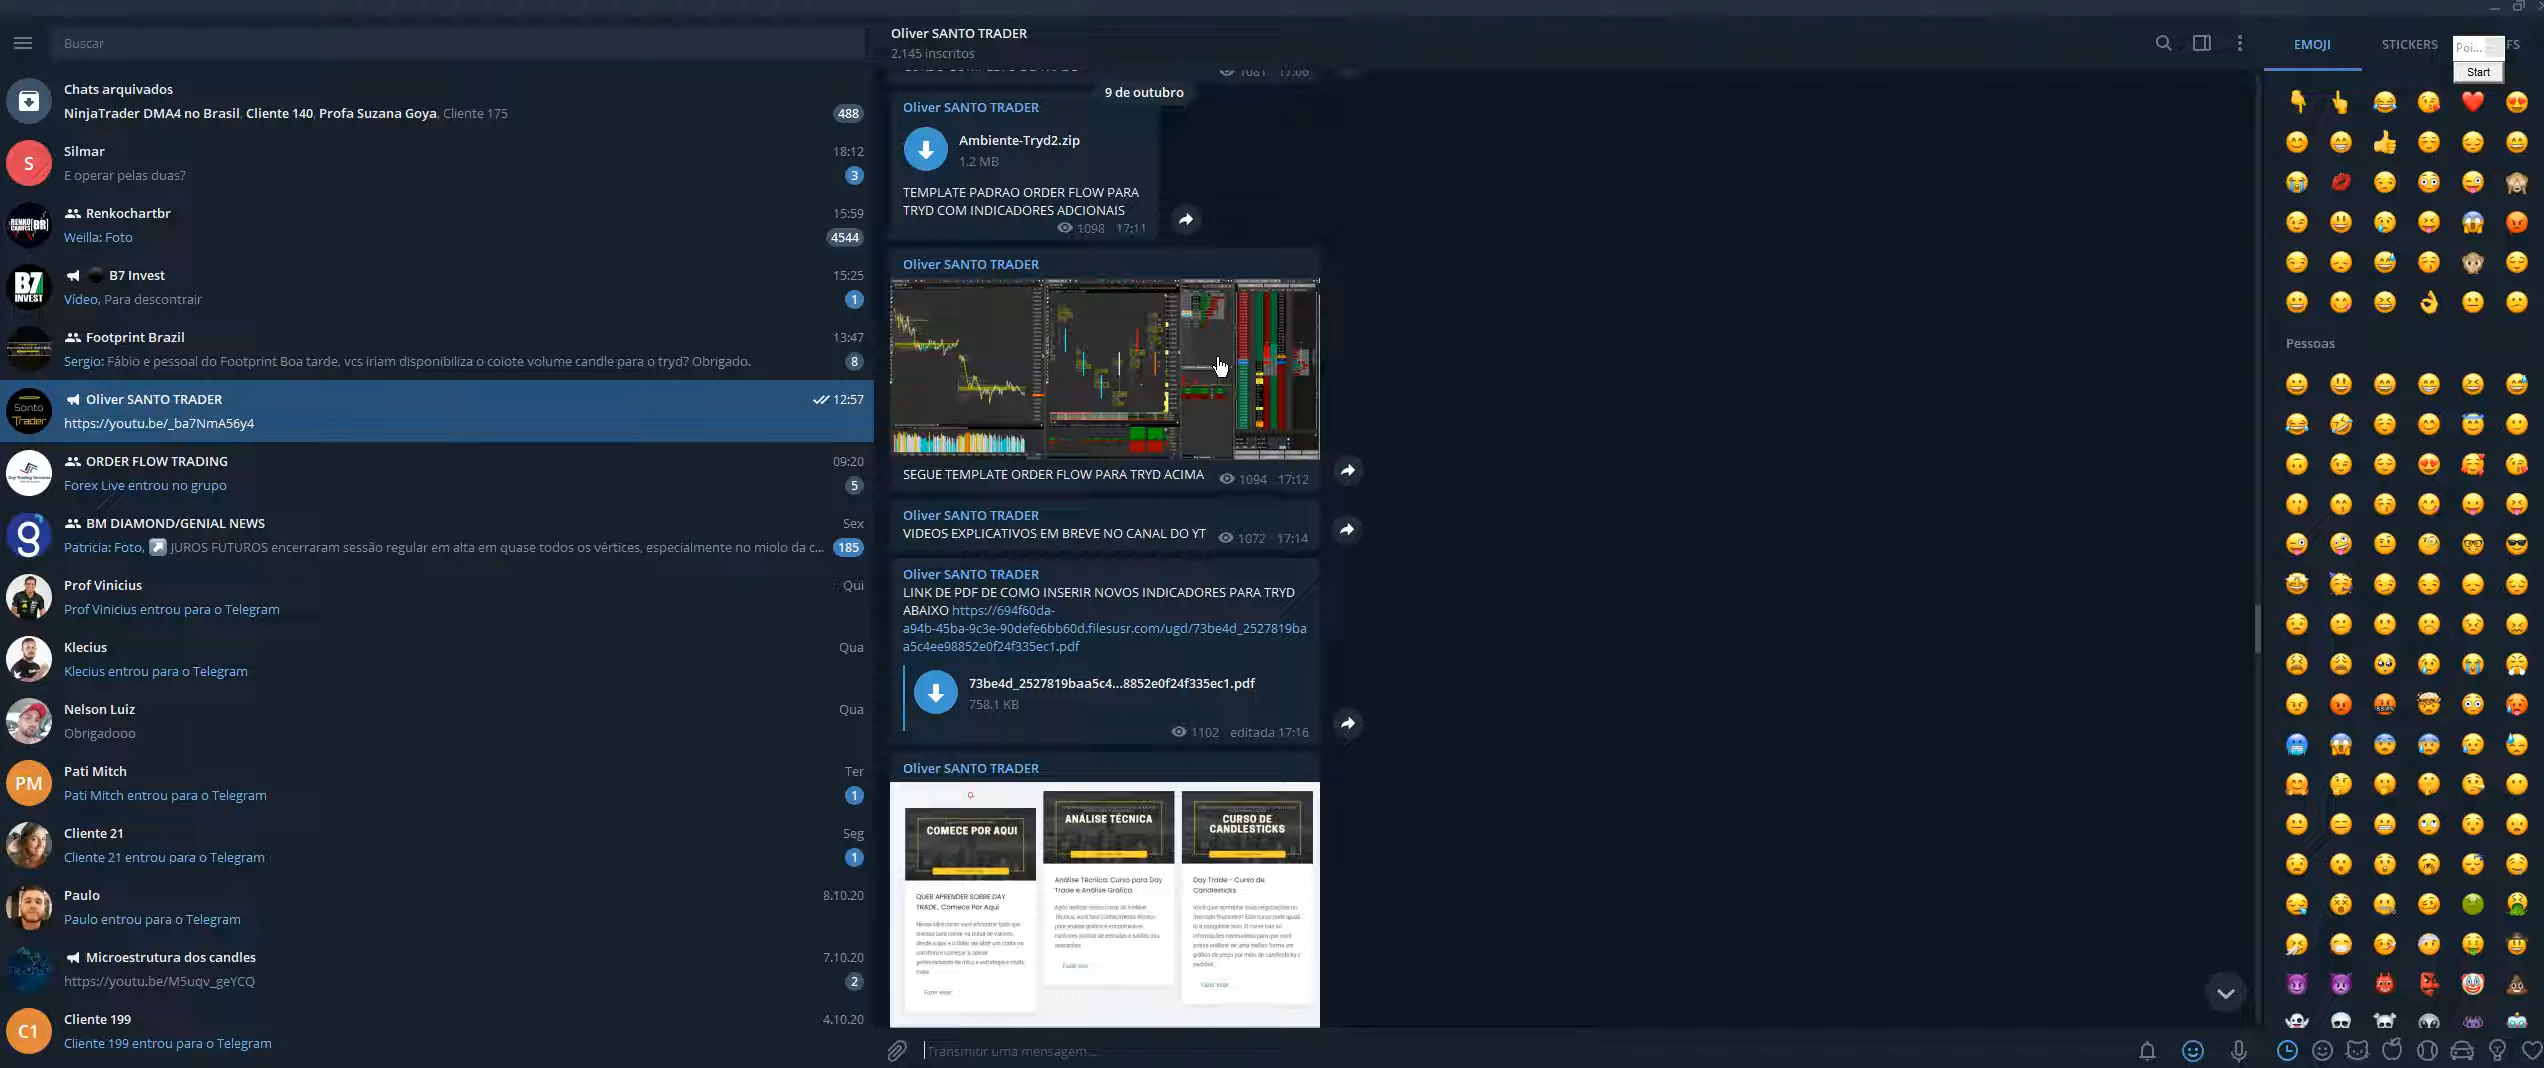 Buscar
Chats arquivados
NinjaTrader DMA4 no Brasil, Cliente 140, Profa Suzana Goya, Cliente 175
488
Silmar
18:12
E operar pelas duas?
3
Renkochartbr
15:59
Weilla: Foto
4544
B7 Invest
15:25
Vídeo, Para descontrair
1
Footprint Brazil
13:47
Sergio: Fábio e pessoal do Footprint Boa tarde, vcs iriam disponibiliza o coiote volume candle para o tryd? Obrigado.
8
Oliver SANTO TRADER
12:57
https://youtu.be/_ba7NmA56y4
ORDER FLOW TRADING
09:20
Forex Live entrou no grupo
5
BM DIAMOND/GENIAL NEWS
Sex
Patricia: Foto, JUROS FUTUROS encerraram sessão regular em alta em quase todos os vértices, especialmente no miolo da c...
185
Prof Vinicius
Qui
Prof Vinicius entrou para o Telegram
Klecius
Qua
Klecius entrou para o Telegram
Nelson Luiz
Qua
Obrigadooo
PM
Pati Mitch
Ter
Pati Mitch entrou para o Telegram
1
Cliente 21
Seg
Cliente 21 entrou para o Telegram
1
Paulo
8.10.20
Paulo entrou para o Telegram
Microestrutura dos candles
7.10.20
https://youtu.be/M5uqv_geYCQ
2
C1
Cliente 199
4.10.20
Cliente 199 entrou para o Telegram
Oliver SANTO TRADER
2.145 inscritos
1081 17:06
9 de outubro
Oliver SANTO TRADER
Ambiente-Tryd2.zip
1.2 MB
TEMPLATE PADRAO ORDER FLOW PARA
TRYD COM INDICADORES ADCIONAIS
1098 17:11
Oliver SANTO TRADER
SEGUE TEMPLATE ORDER FLOW PARA TRYD ACIMA
1094 17:12
Oliver SANTO TRADER
VIDEOS EXPLICATIVOS EM BREVE NO CANAL DO YT
1072 17:14
Oliver SANTO TRADER
LINK DE PDF DE COMO INSERIR NOVOS INDICADORES PARA TRYD
ABAIXO https://694f60da-
a94b-45ba-9c3e-90defe6bb60d.filesusr.com/ugd/73be4d_2527819ba
a5c4ee98852e0f24f335ec1.pdf
73be4d_2527819baa5c4...8852e0f24f335ec1.pdf
758.1 KB
1102 editada 17:16
Oliver SANTO TRADER
COMECE POR AQUI
QUER APRENDER SOBRE DAY
TRADE. Comece Por Aqui
ANÁLISE TÉCNICA
Análise Técnica: Curso para Day
Trade e Análise Gráfica
CURSO DE
CANDLESTICKS
Day Trade - Curso de
Candlesticks
Transmitir uma mensagem...
EMOJI
STICKERS
FS
Poi...
Start
Pessoas